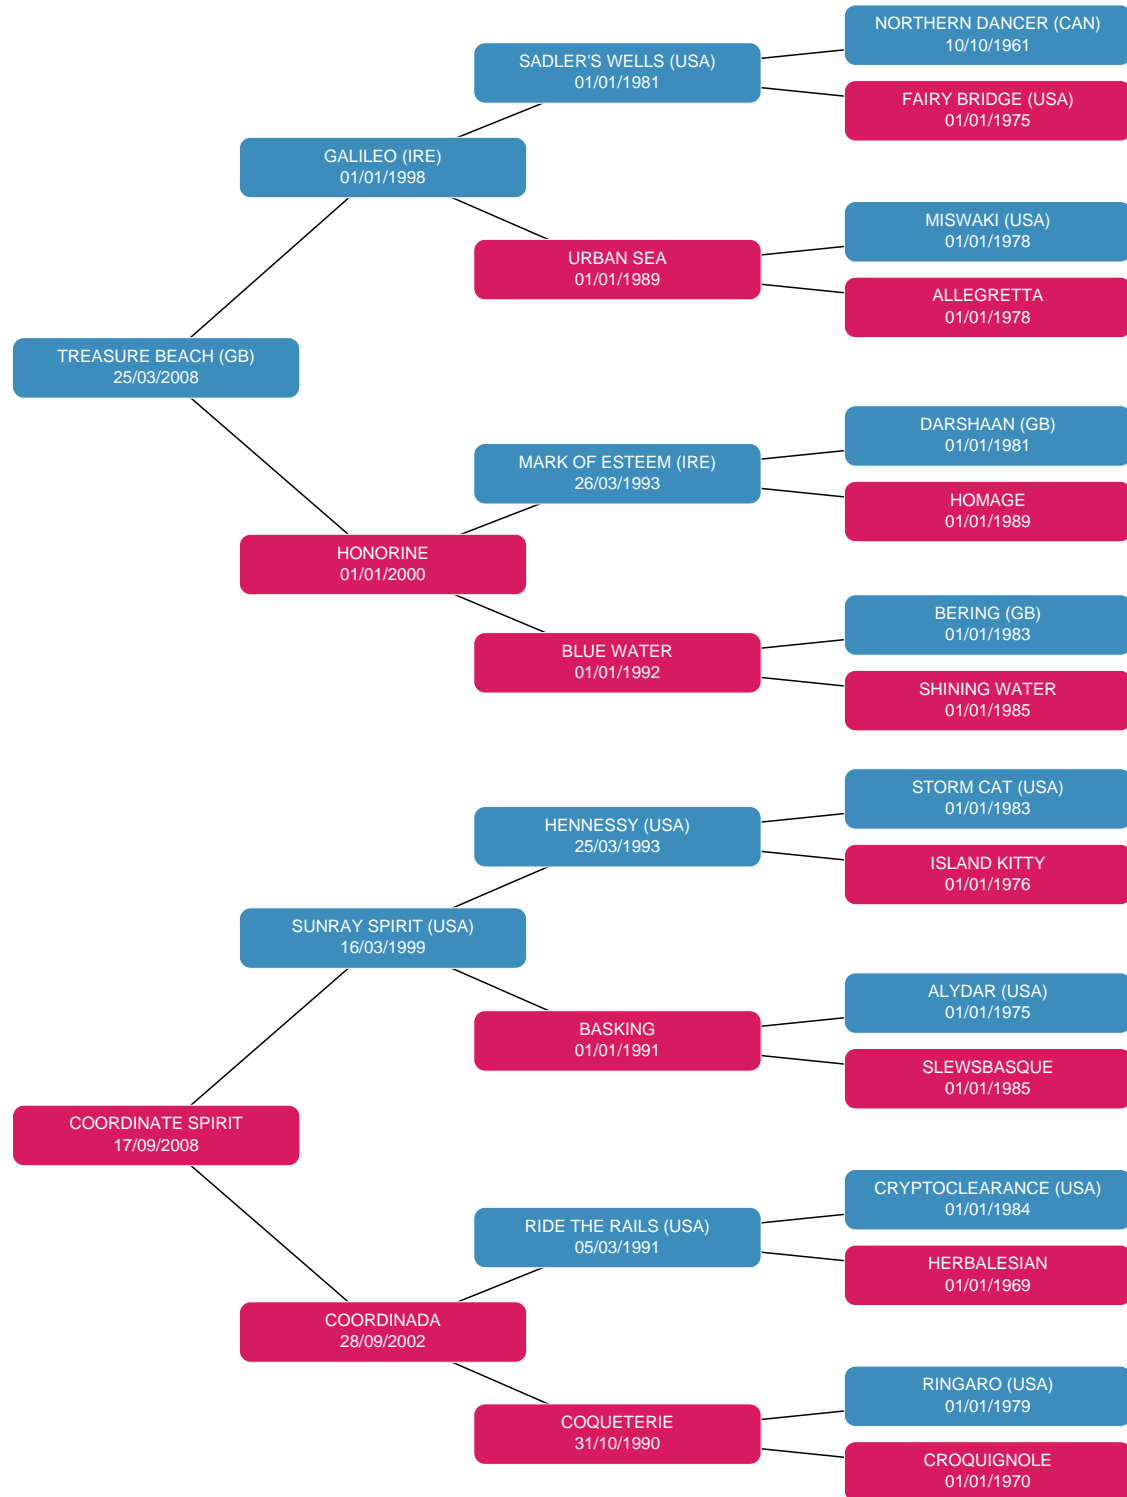 NORTHERN DANCER (CAN)
10/10/1961
SADLER'S WELLS (USA)
01/01/1981
FAIRY BRIDGE (USA)
01/01/1975
GALILEO (IRE)
01/01/1998
MISWAKI (USA)
01/01/1978
URBAN SEA
01/01/1989
ALLEGRETTA
01/01/1978
TREASURE BEACH (GB)
25/03/2008
DARSHAAN (GB)
01/01/1981
MARK OF ESTEEM (IRE)
26/03/1993
HOMAGE
01/01/1989
HONORINE
01/01/2000
BERING (GB)
01/01/1983
BLUE WATER
01/01/1992
SHINING WATER
01/01/1985
STORM CAT (USA)
01/01/1983
HENNESSY (USA)
25/03/1993
ISLAND KITTY
01/01/1976
SUNRAY SPIRIT (USA)
16/03/1999
ALYDAR (USA)
01/01/1975
BASKING
01/01/1991
SLEWSBASQUE
01/01/1985
COORDINATE SPIRIT
17/09/2008
CRYPTOCLEARANCE (USA)
01/01/1984
RIDE THE RAILS (USA)
05/03/1991
HERBALESIAN
01/01/1969
COORDINADA
28/09/2002
RINGARO (USA)
01/01/1979
COQUETERIE
31/10/1990
CROQUIGNOLE
01/01/1970